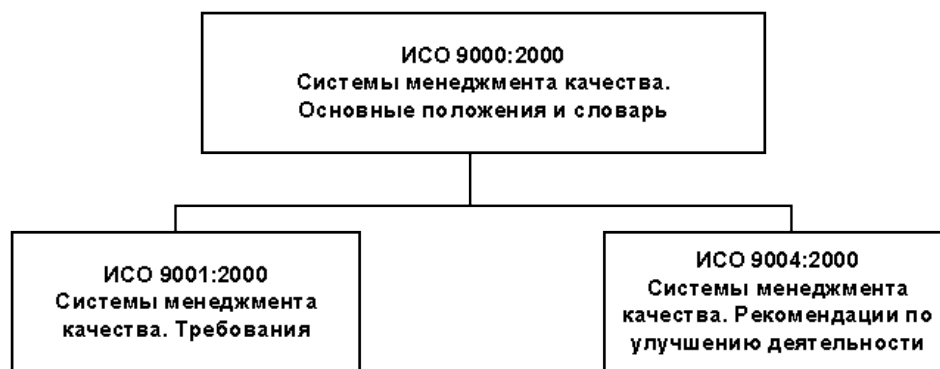 ИСО 9000:2000
Системы менеджмента качества.
Основные положения и словарь
ИСО 9001:2000
Системы менеджмента
качества. Требования
ИСО 9004:2000
Системы менеджмента
качества. Рекомендации по
улучшению деятельности